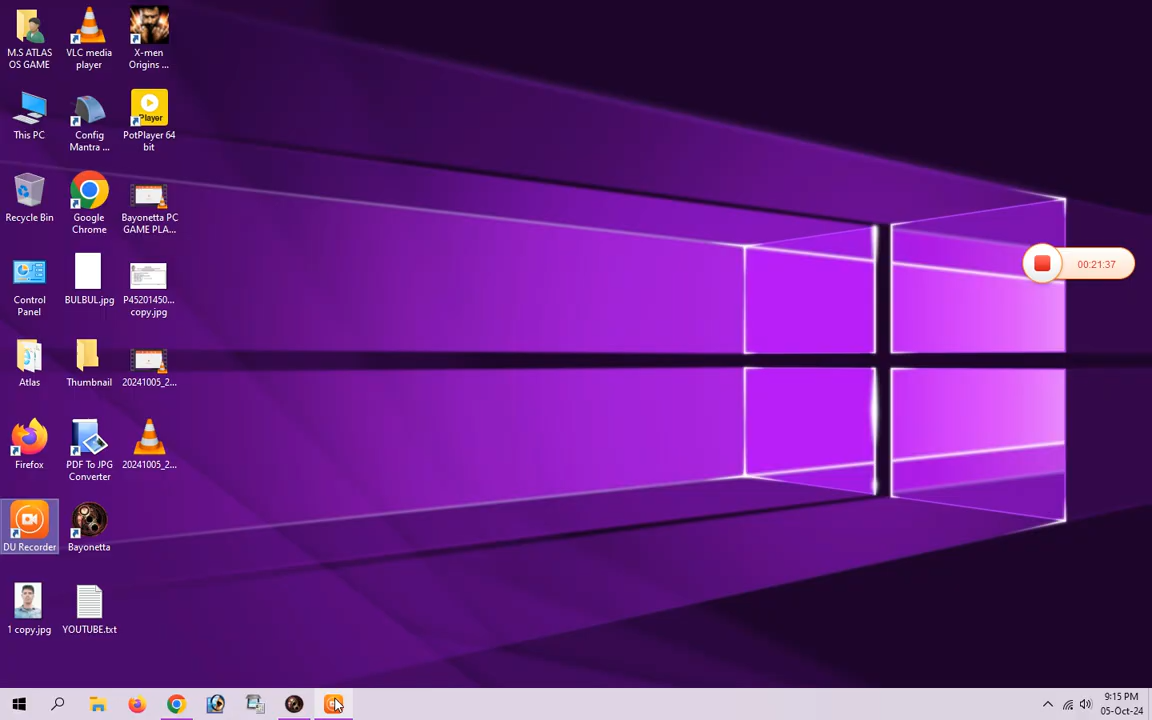 M.S ATLAS
OS GAME
VLC media
player
X-men
Origins ...
This PC
Config
Mantra ...
Player
PotPlayer 64
bit
Recycle Bin
Google
Chrome
Bayonetta PC
GAME PLA...
Control
Panel
BULBUL.jpg
P45201450...
copy.jpg
Atlas
Thumbnail
20241005_2...
Firefox
PDF To JPG
Converter
20241005_2...
DU Recorder
Bayonetta
1 copy.jpg
YOUTUBE.txt
00:21:37
9:15 PM
05-Oct-24